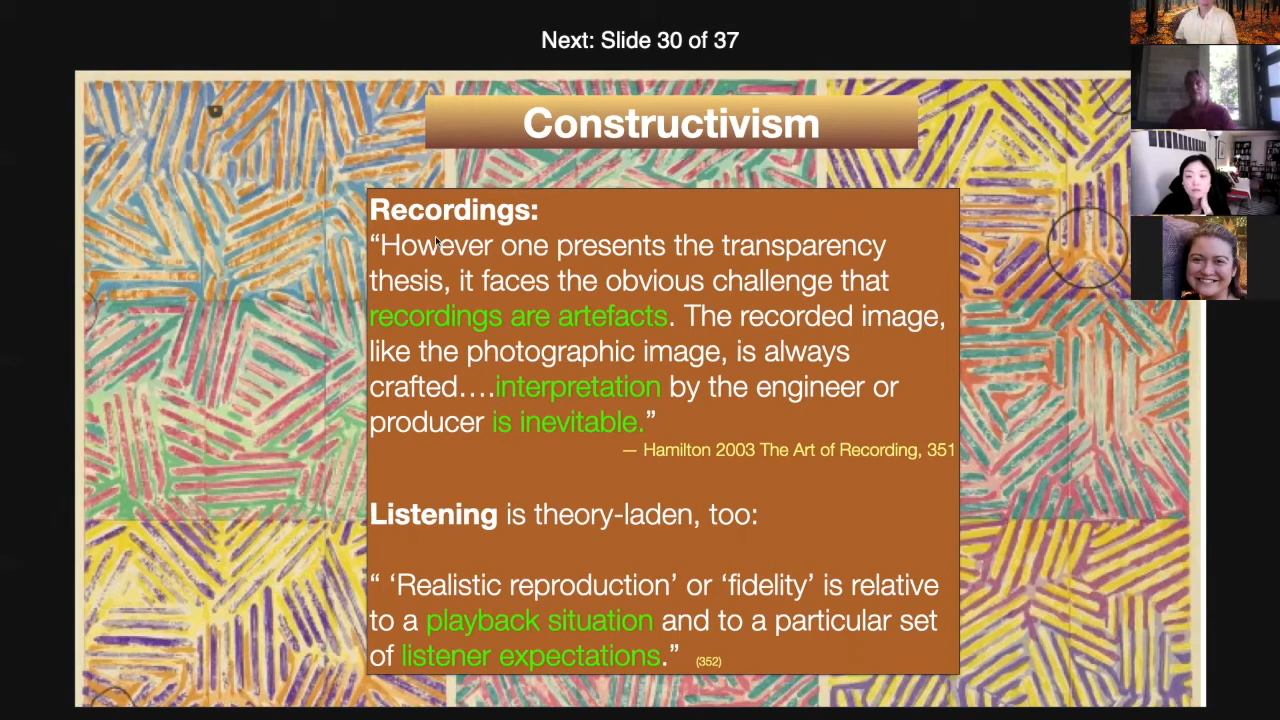 Next: Slide 30 of 37
Constructivism
Recordings:
“However one presents the transparency
thesis, it faces the obvious challenge that
recordings are artefacts. The recorded image,
like the photographic image, is always
crafted….interpretation by the engineer or
producer is inevitable.”
— Hamilton 2003 The Art of Recording, 351
Listening is theory-laden, too:
“ ‘Realistic reproduction’ or ‘fidelity’ is relative
to a playback situation and to a particular set
of listener expectations.” (352)